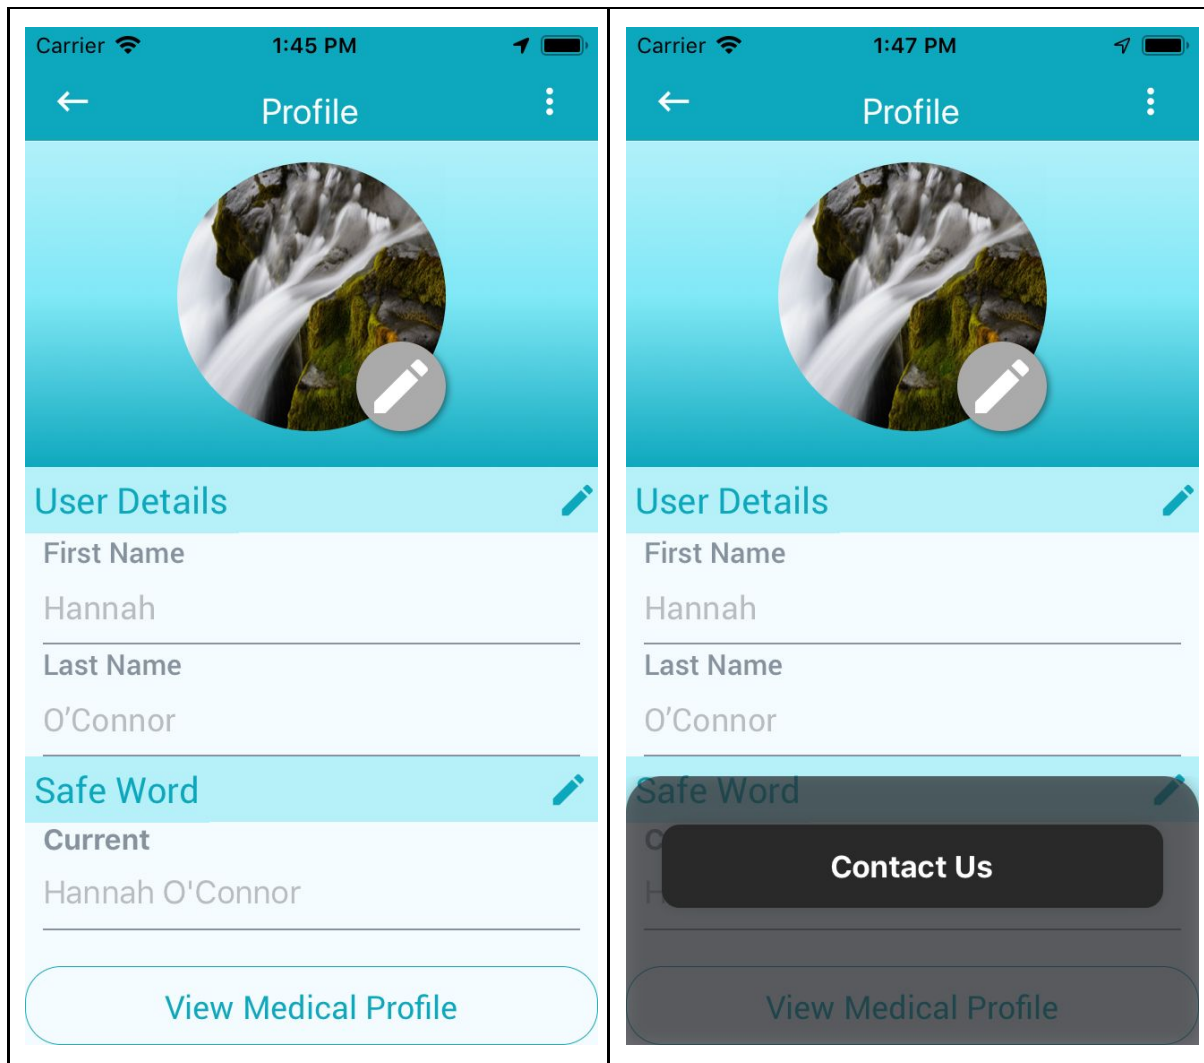 Carrier 1:45 PM
Profile
User Details
First Name
Hannah
Last Name
O’Connor
Safe Word
Current
Hannah O'Connor
View Medical Profile
Carrier 1:47 PM
Profile
User Details
First Name
Hannah
Last Name
O’Connor
Safe Word
C
Contact Us
H
View Medical Profile